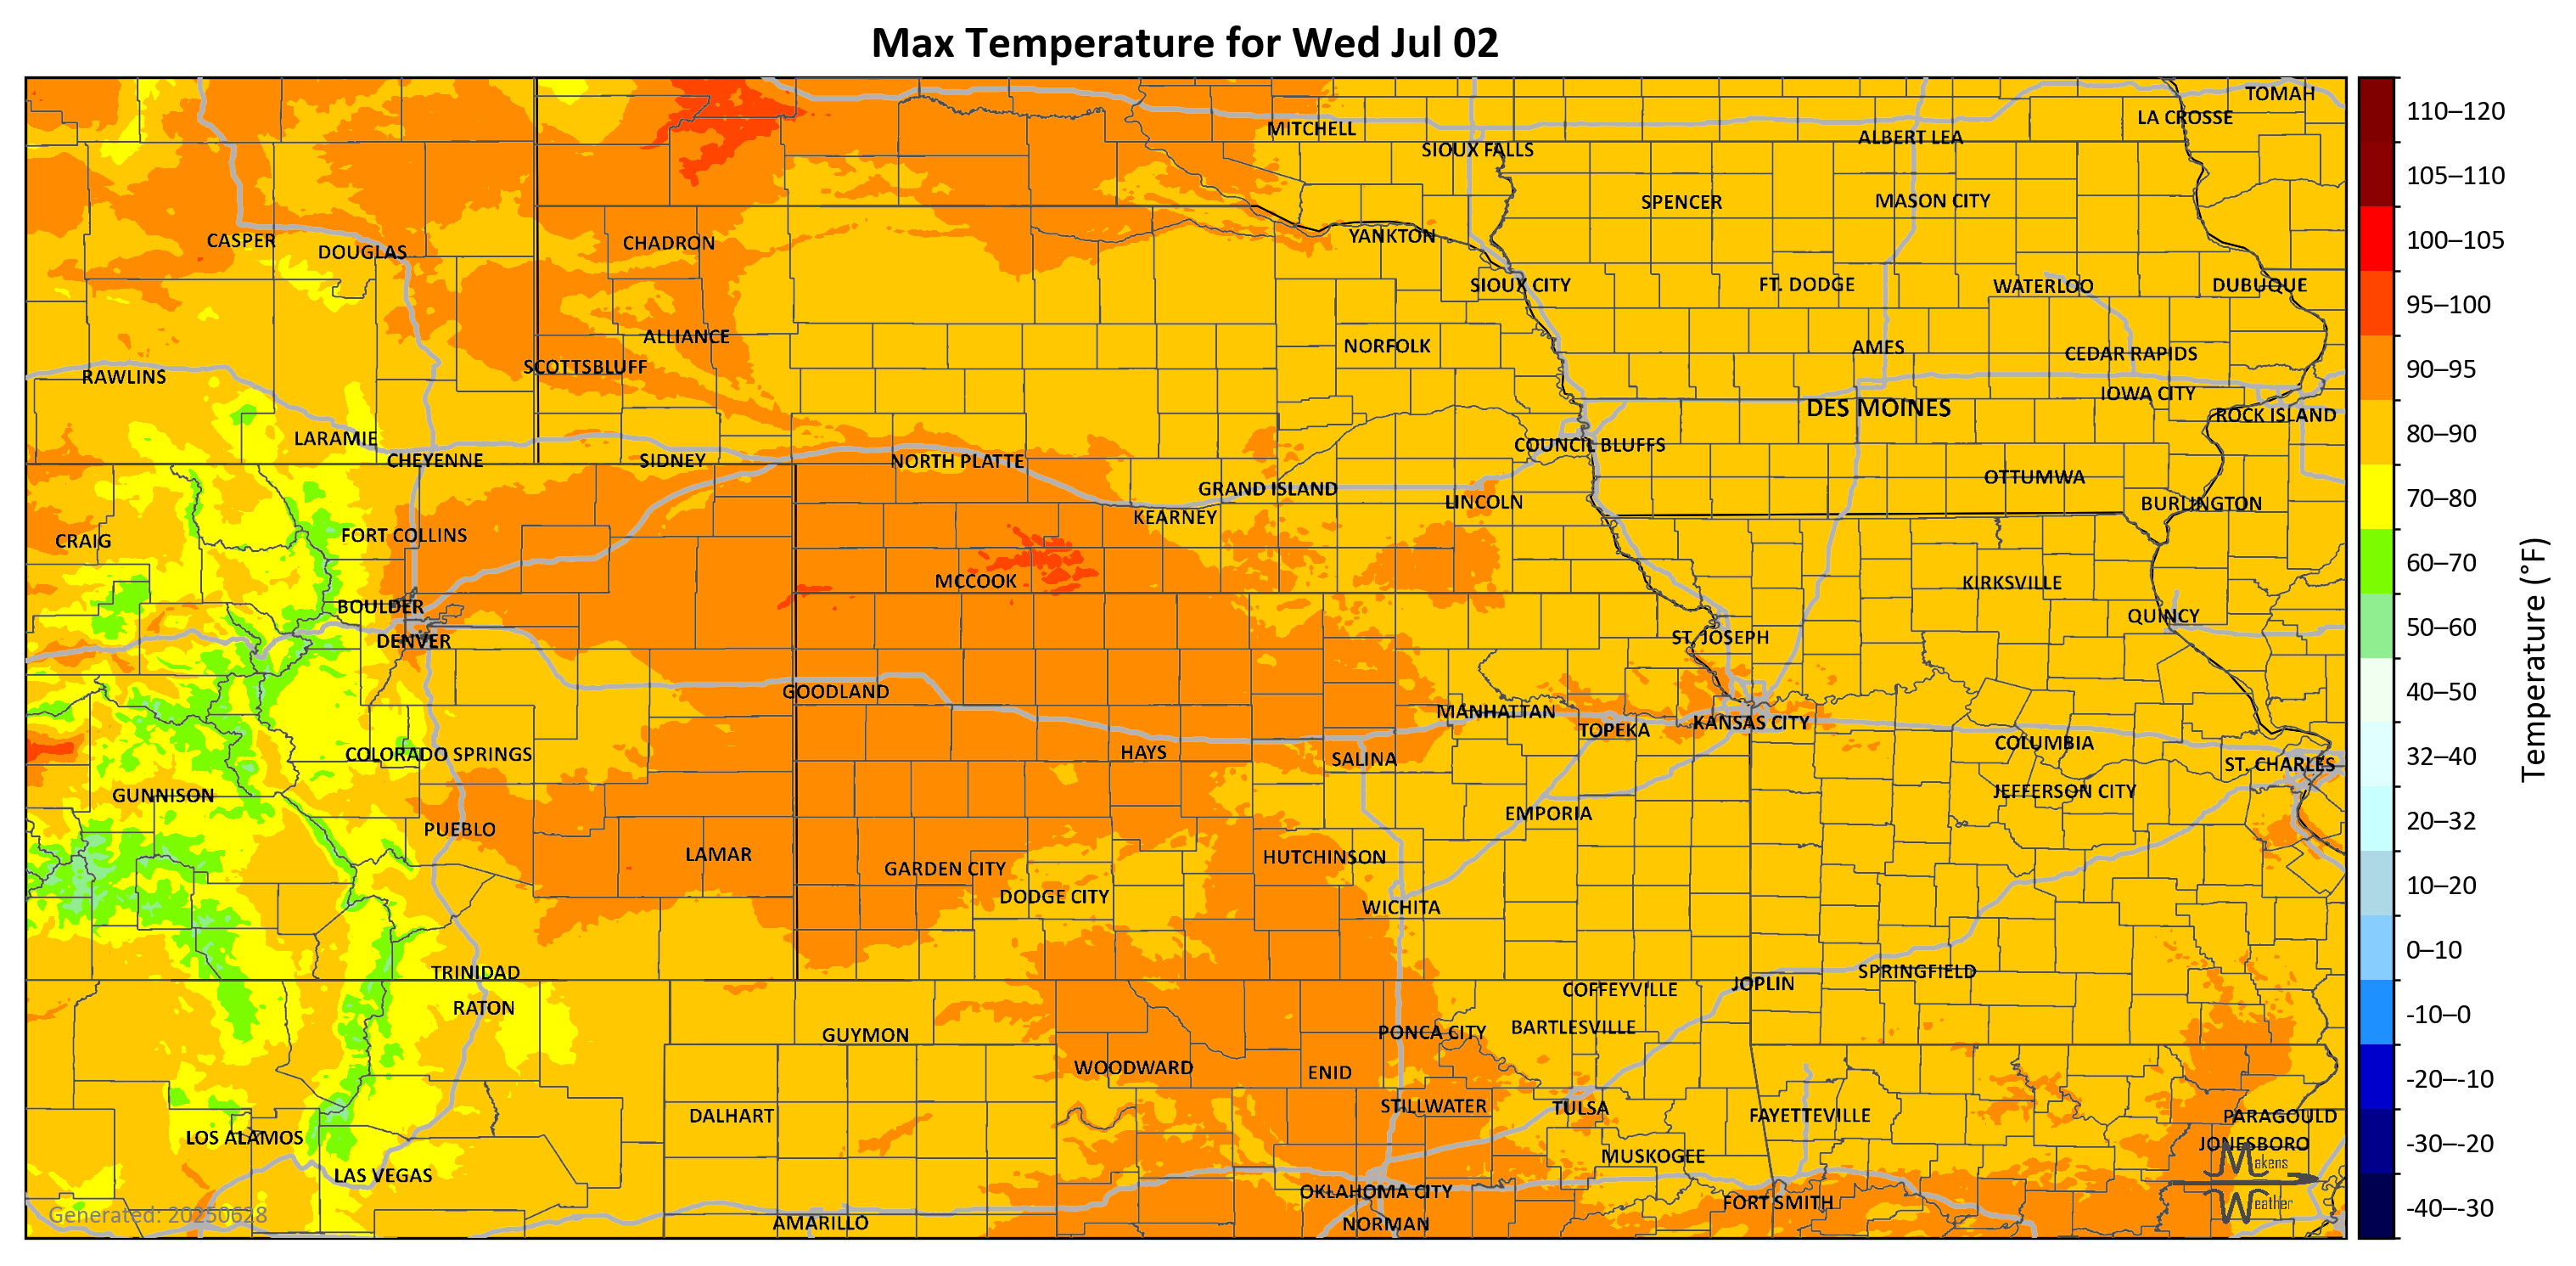 Max Temperature for Wed Jul 02
TOMAH
LA CROSSE
MITCHELL
ALBERT LEA
SIOUX FALLS
SPENCER
MASON CITY
CASPER
DOUGLAS
CHADRON
YANKTON
SIOUX CITY
FT. DODGE
WATERLOO
DUBUQUE
ALLIANCE
NORFOLK
AMES
CEDAR RAPIDS
SCOTTSBLUFF
RAWLINS
IOWA CITY
DES MOINES
ROCK ISLAND
LARAMIE
COUNCIL BLUFFS
CHEYENNE
SIDNEY
NORTH PLATTE
OTTUMWA
GRAND ISLAND
LINCOLN
BURLINGTON
KEARNEY
FORT COLLINS
CRAIG
MCCOOK
KIRKSVILLE
BOULDER
QUINCY
DENVER
ST. JOSEPH
GOODLAND
MANHATTAN
TOPEKA
KANSAS CITY
COLUMBIA
COLORADO SPRINGS
HAYS
SALINA
ST. CHARLES
GUNNISON
JEFFERSON CITY
EMPORIA
PUEBLO
LAMAR
HUTCHINSON
GARDEN CITY
DODGE CITY
WICHITA
TRINIDAD
SPRINGFIELD
JOPLIN
COFFEYVILLE
RATON
GUYMON
PONCA CITY
BARTLESVILLE
WOODWARD
ENID
STILLWATER
TULSA
DALHART
FAYETTEVILLE
PARAGOULD
LOS ALAMOS
JONESBORO
MUSKOGEE
LAS VEGAS
OKLAHOMA CITY
FORT SMITH
AMARILLO
NORMAN
Generated: 20250628
Makens
Weather
110–120
105–110
100–105
95–100
90–95
80–90
70–80
60–70
50–60
40–50
32–40
20–32
10–20
0–10
-10–0
-20–-10
-30–-20
-40–-30
Temperature (°F)